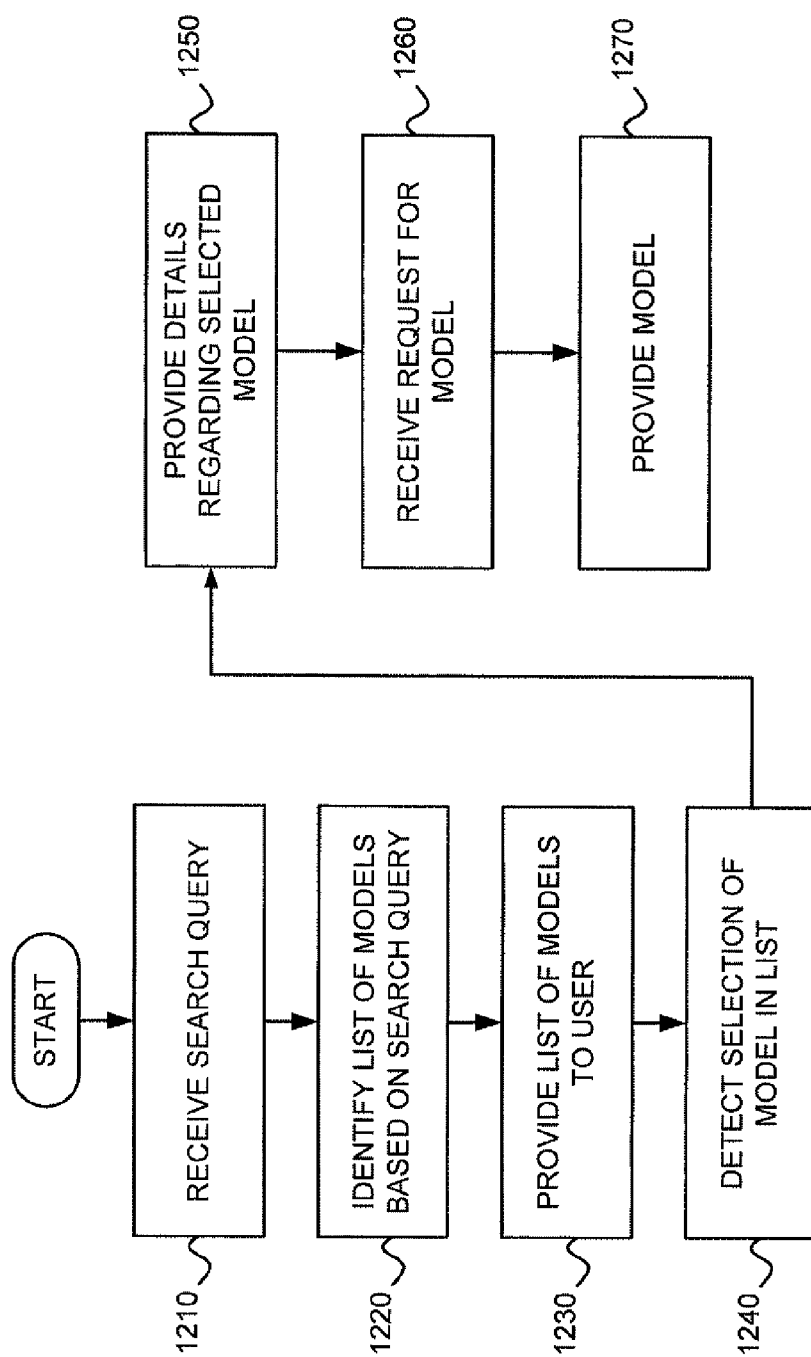 START
RECEIVE SEARCH QUERY
1210
IDENTIFY LIST OF MODELS
BASED ON SEARCH QUERY
1220
PROVIDE LIST OF MODELS
TO USER
1230
DETECT SELECTION OF
MODEL IN LIST
1240
PROVIDE DETAILS
REGARDING SELECTED
MODEL
1250
RECEIVE REQUEST FOR
MODEL
1260
PROVIDE MODEL
1270